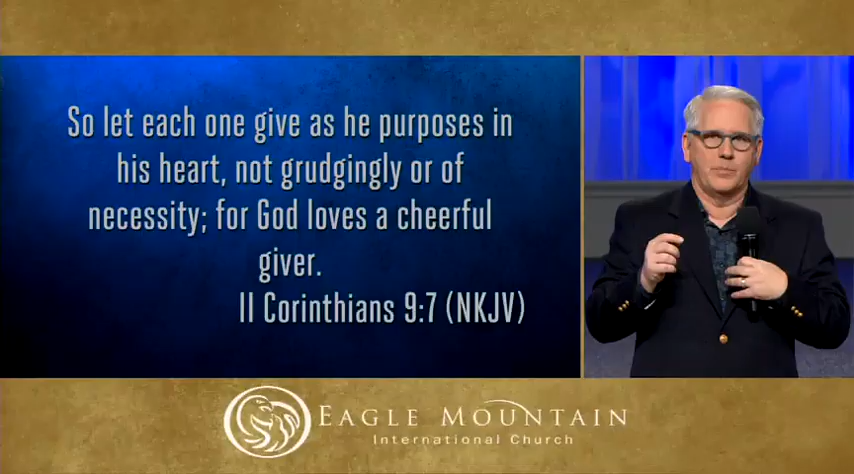 So let each one give as he purposes in
his heart, not grudgingly or of
necessity; for God loves a cheerful
giver.
II Corinthians 9:7 (NKJV)
EAGLE MOUNTAIN
International Church